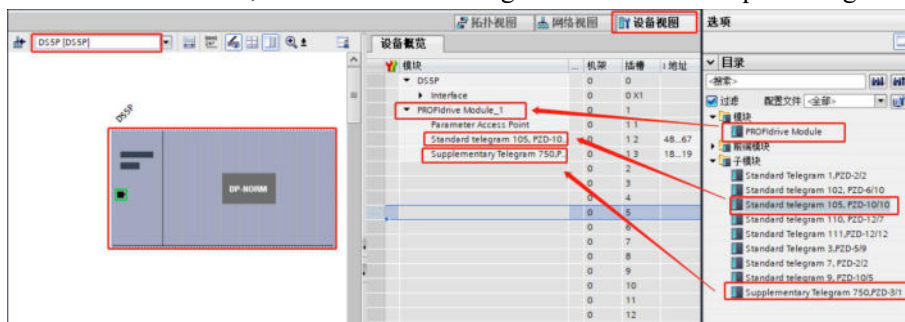 拓扑视图 网络视图 设备视图 选项
DS5P [DS5P]
设备概览
模块 ... 机架 插槽 I 地址
DS5P 0 0
Interface 0 0 X1
PROFIdrive Module_1 0 1
Parameter Access Point 0 1 1
Standard telegram 105, PZD-10.. 0 1 2 48...67
Supplementary Telegram 750,P.. 0 1 3 18...19
0 2
0 3
0 4
0 5
0 6
0 7
0 8
0 9
0 10
0 11
0 12
DS5P
DP-NORM
目录
<搜索>
过滤 配置文件 <全部>
模块
PROFIdrive Module
前端模块
子模块
Standard Telegram 1,PZD-2/2
Standard telegram 102, PZD-6/10
Standard telegram 105, PZD-10/10
Standard telegram 110, PZD-12/7
Standard Telegram 111,PZD-12/12
Standard telegram 3,PZD-5/9
Standard telegram 7, PZD-2/2
Standard telegram 9, PZD-10/5
Supplementary Telegram 750,PZD-3/1